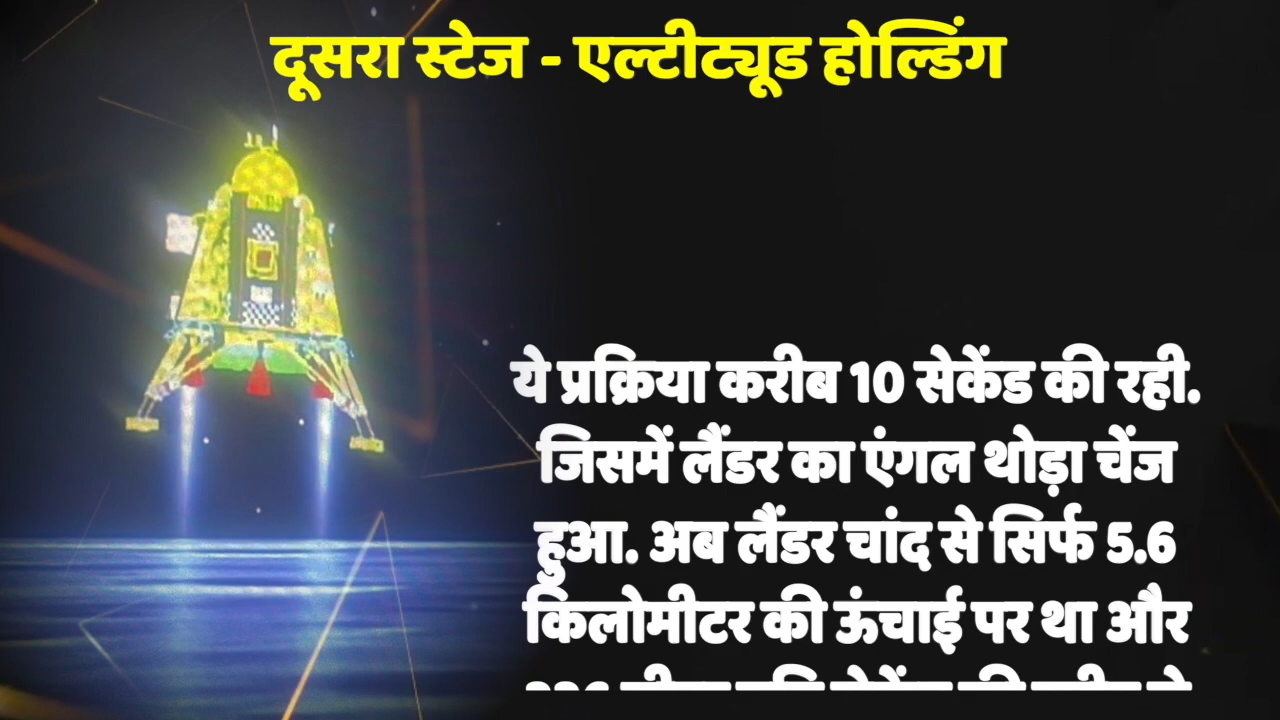 दूसरा स्टेज - एल्टीट्यूड होल्डिंग
ये प्रक्रिया करीब 10 सेकेंड की रही.
जिसमें लैंडर का एंगल थोड़ा चेंज
हुआ. अब लैंडर चांद से सिर्फ 5.6
किलोमीटर की ऊंचाई पर था और